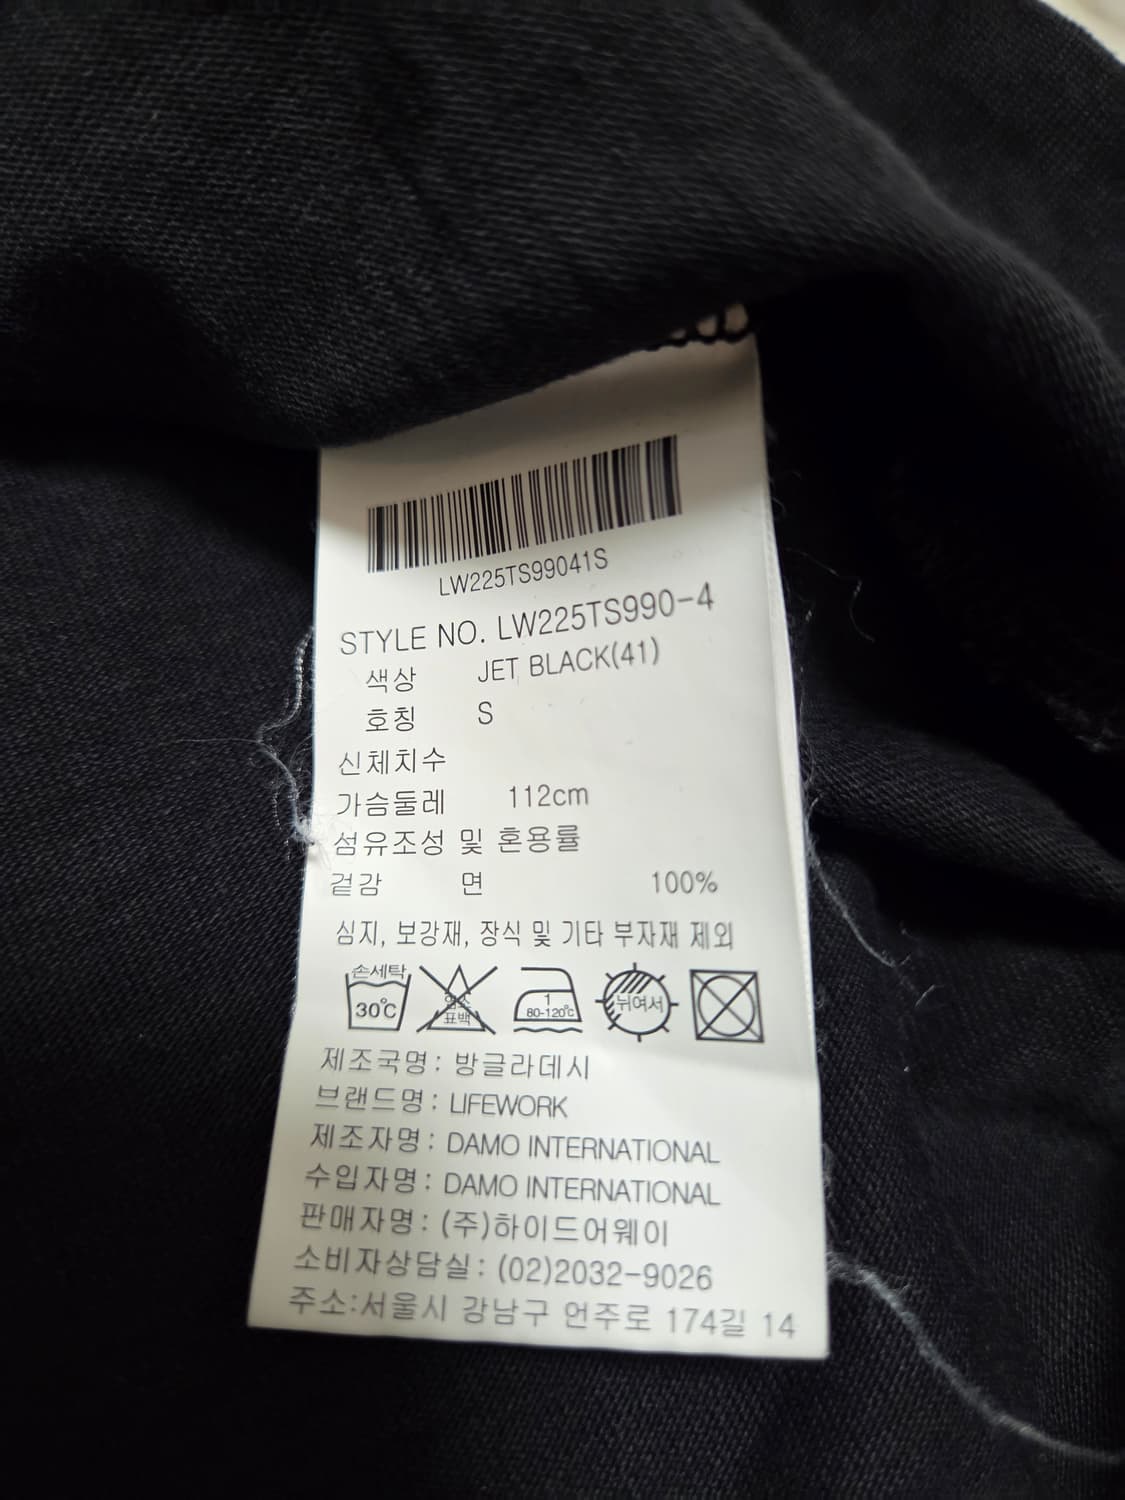 LW225TS99041S
STYLE NO. LW225TS990-4
색상 JET BLACK(41)
호칭 S
신체치수
가슴둘레 112cm
섬유조성 및 혼용률
겉감 면 100%
심지, 보강재, 장식 및 기타 부자재 제외
손세탁
30℃
염소
표백
1
80-120℃
뉘여서
제조국명: 방글라데시
브랜드명: LIFEWORK
제조자명: DAMO INTERNATIONAL
수입자명: DAMO INTERNATIONAL
판매자명: (주)하이드어웨이
소비자상담실: (02)2032-9026
주소:서울시 강남구 언주로 174길 14